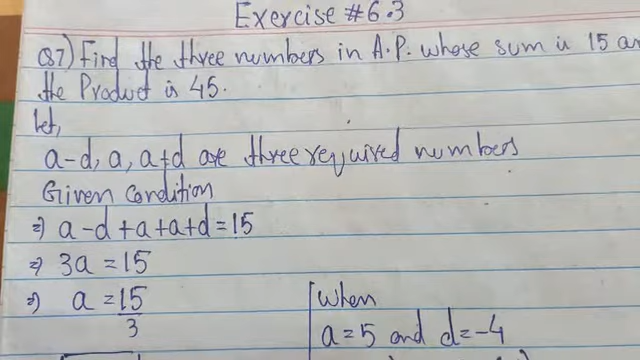 Exercise #6.3
Q7) Find the three numbers in A.P. whose sum is 15 an
the Product is 45.
Let,
a-d, a, a+d are three required numbers
Given Condition
⇒ a-d+a+a+d=15
⇒ 3a = 15
⇒ a = 15/3
When
a=5 and d=-4